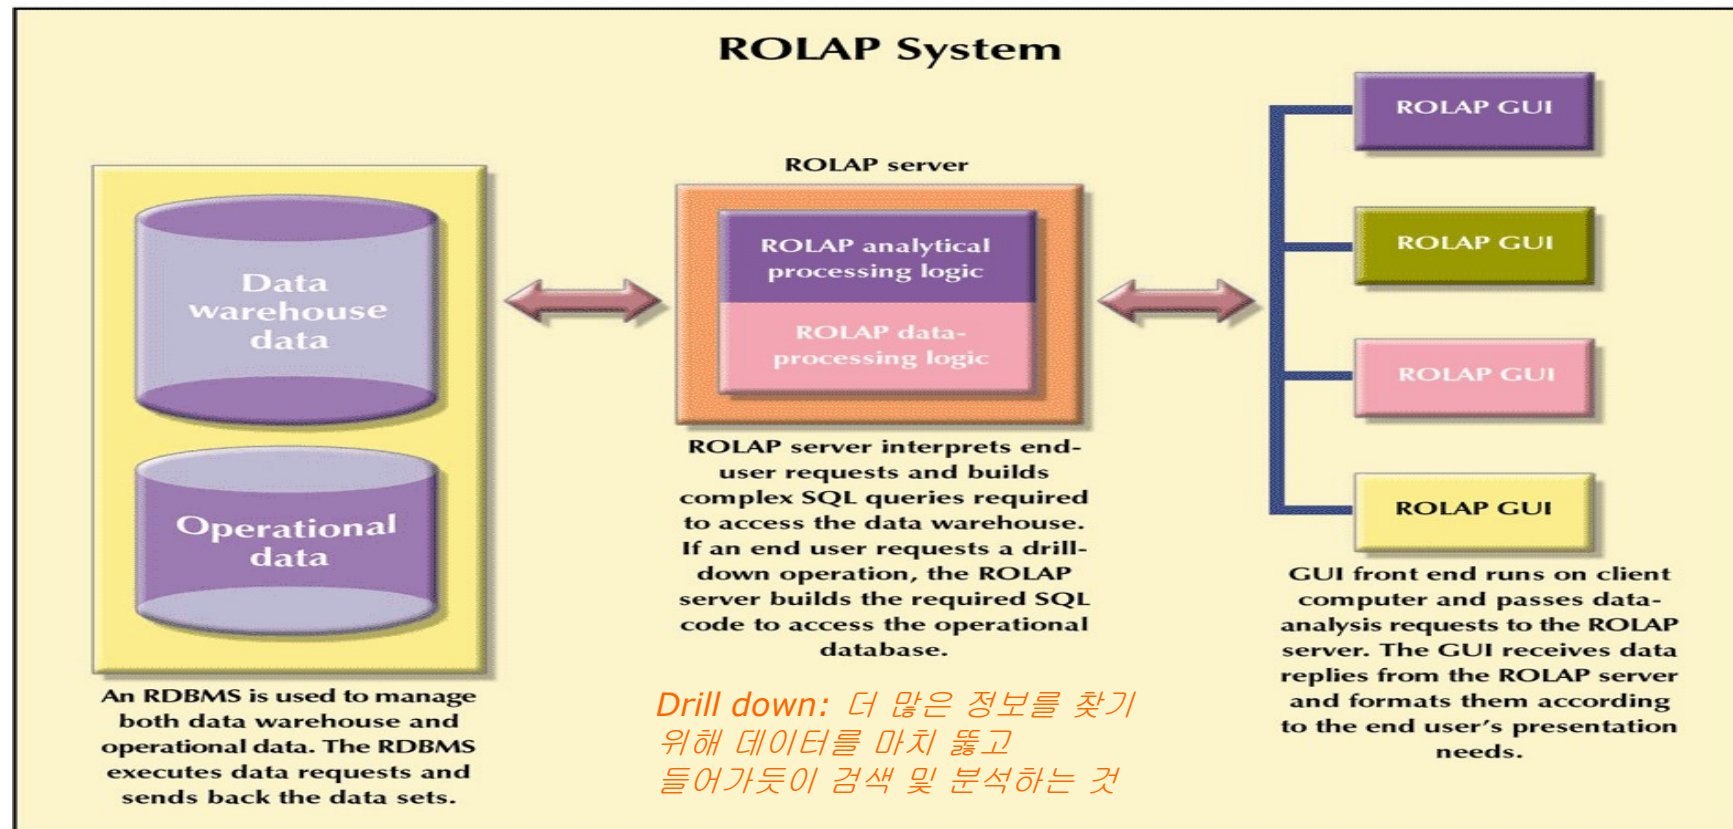 ROLAP System
Data
warehouse
data
Operational
data
An RDBMS is used to manage
both data warehouse and
operational data. The RDBMS
executes data requests and
sends back the data sets.
ROLAP server
ROLAP analytical
processing logic
ROLAP data-
processing logic
ROLAP server interprets end-
user requests and builds
complex SQL queries required
to access the data warehouse.
If an end user requests a drill-
down operation, the ROLAP
server builds the required SQL
code to access the operational
database.
Drill down: 더 많은 정보를 찾기
위해 데이터를 마치 뚫고
들어가듯이 검색 및 분석하는 것
ROLAP GUI
ROLAP GUI
ROLAP GUI
ROLAP GUI
GUI front end runs on client
computer and passes data-
analysis requests to the ROLAP
server. The GUI receives data
replies from the ROLAP server
and formats them according
to the end user's presentation
needs.